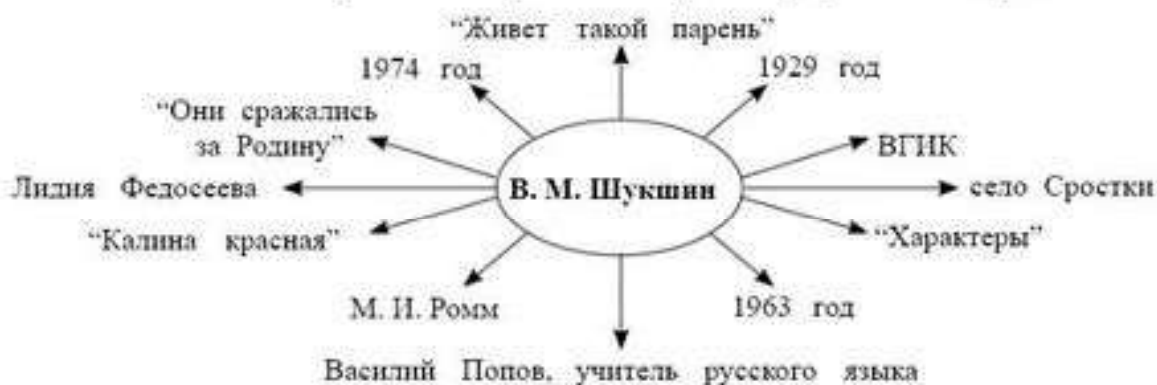 “Живет такой парень”
1974 год
1929 год
“Они сражались
за Родину”
ВГИК
Лидия Федосеева
В. М. Шукшин
село Сростки
“Калина красная”
“Характеры”
М. И. Ромм
1963 год
Василий Попов, учитель русского языка